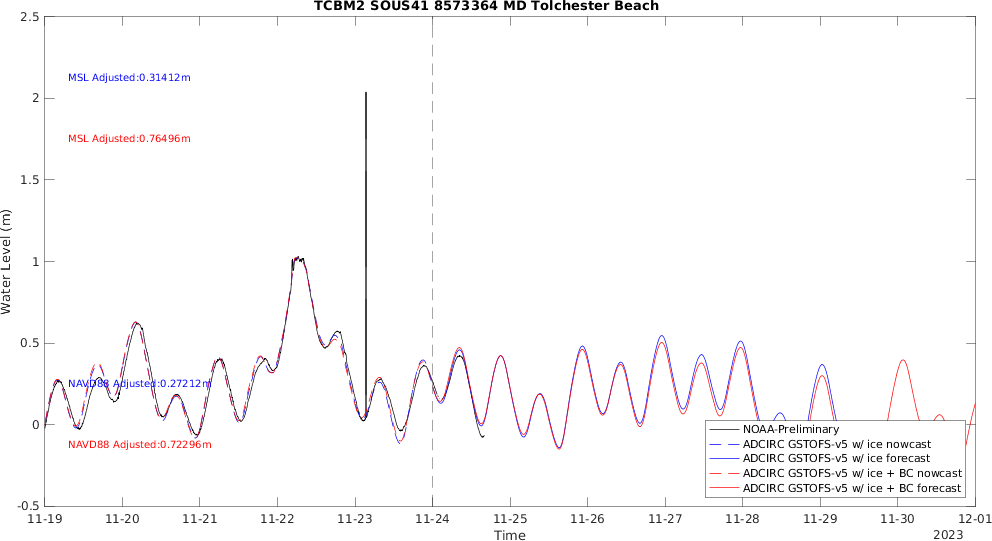 TCBM2 SOUS41 8573364 MD Tolchester Beach
2.5
2
1.5
1
0.5
0
-0.5
Water Level (m)
MSL Adjusted:0.31412m
MSL Adjusted:0.76496m
NAVD88 Adjusted:0.27212m
NAVD88 Adjusted:0.72296m
NOAA-Preliminary
ADCIRC GSTOFS-v5 w/ ice nowcast
ADCIRC GSTOFS-v5 w/ ice forecast
ADCIRC GSTOFS-v5 w/ ice + BC nowcast
ADCIRC GSTOFS-v5 w/ ice + BC forecast
11-19 11-20 11-21 11-22 11-23 11-24 11-25 11-26 11-27 11-28 11-29 11-30 12-01
Time
2023